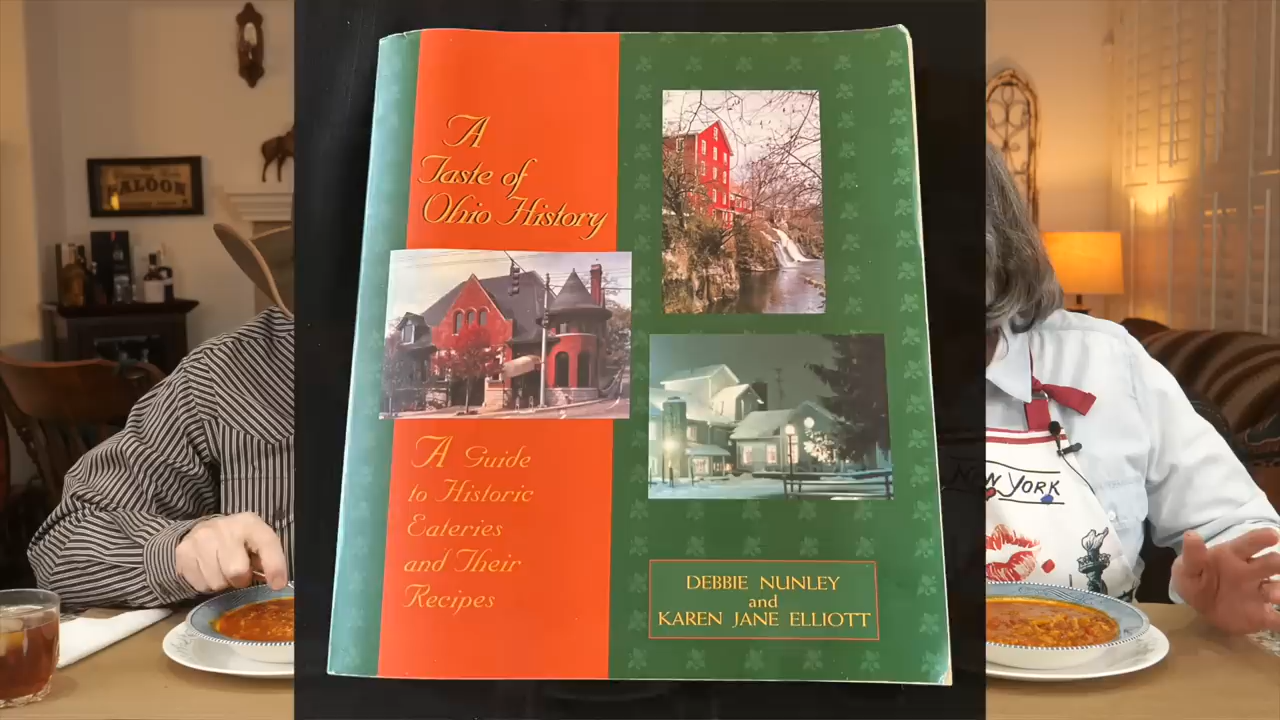 SALOON
A
Taste of
Ohio History
A Guide
to Historic
Eateries
and Their
Recipes
DEBBIE NUNLEY
and
KAREN JANE ELLIOTT
NEW YORK